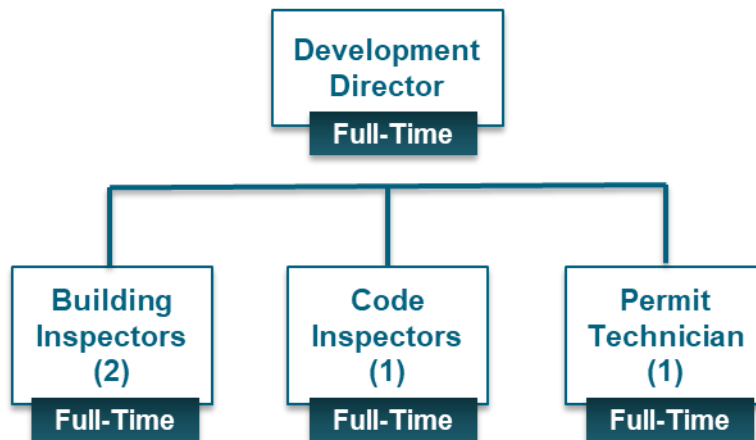 Development
Director
Full-Time
Building
Inspectors
(2)
Full-Time
Code
Inspectors
(1)
Full-Time
Permit
Technician
(1)
Full-Time